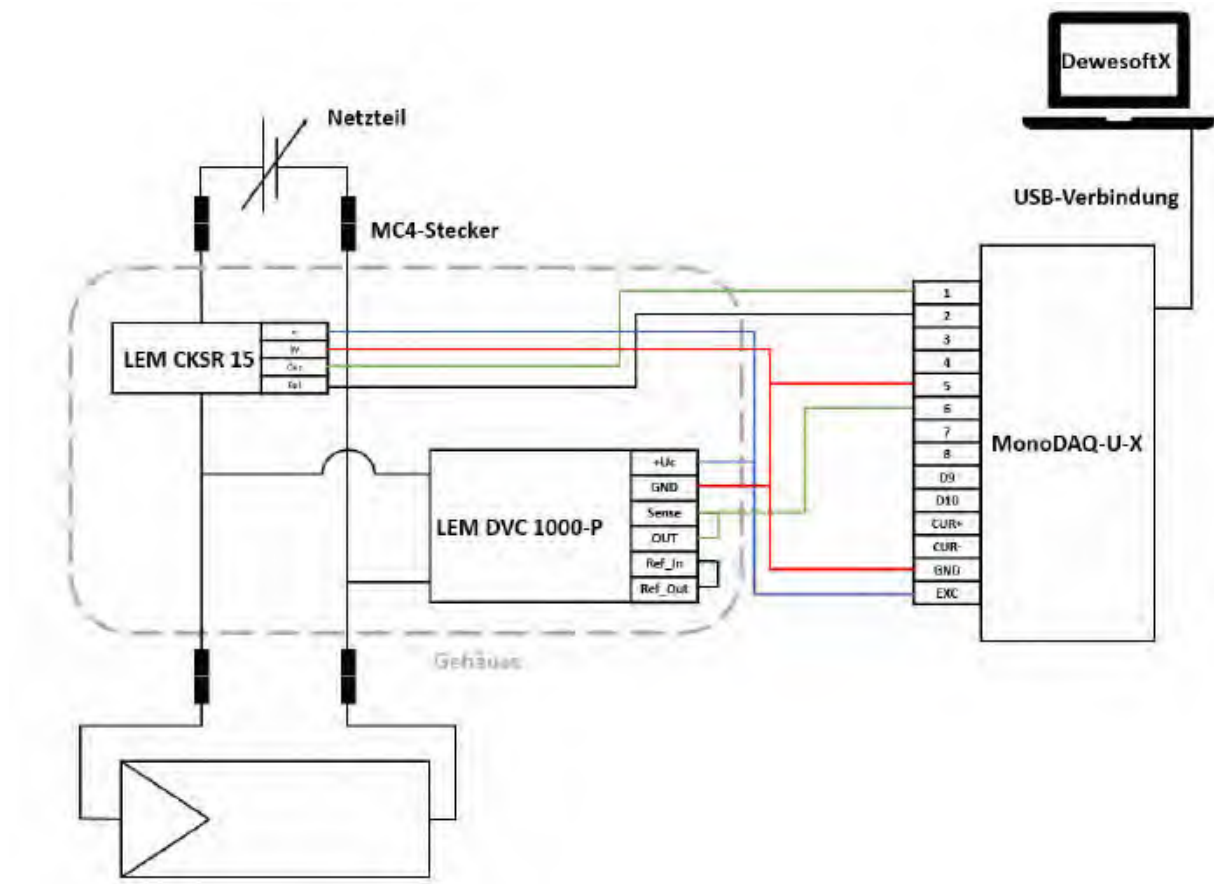 DewesoftX
Netzteil
USB-Verbindung
MC4-Stecker
1
2
3
4
5
6
7
8
D9
D10
CUR+
CUR-
GND
EXC
MonoDAQ-U-X
LEM CKSR 15
0V
LEM DVC 1000-P
+Uc
GND
Sense
OUT
Ref_In
Ref_Out
Gehäuse